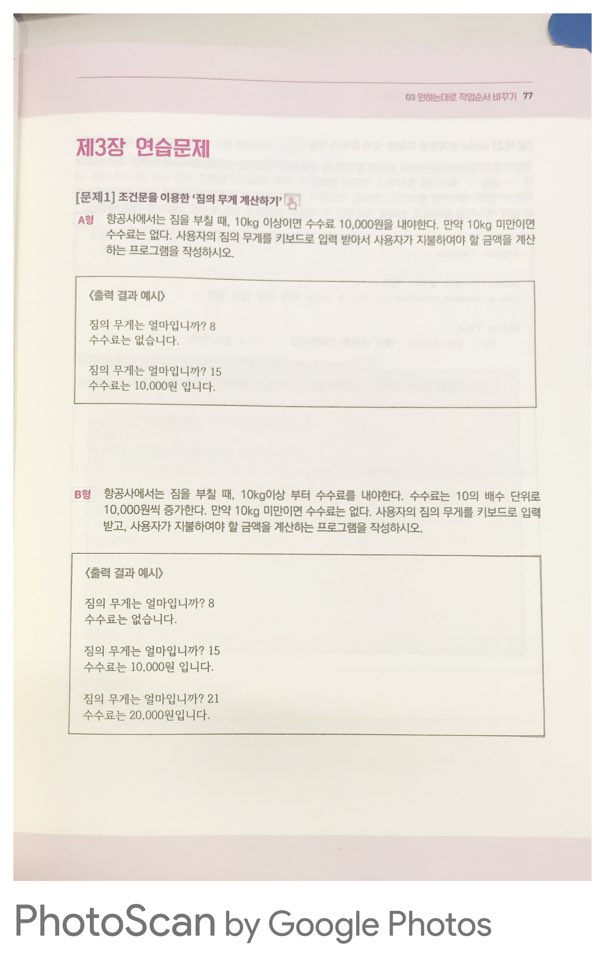 03 원하는대로 작업순서 바꾸기 77
제3장 연습문제
[문제1] 조건문을 이용한 '짐의 무게 계산하기'
A형 항공사에서는 짐을 부칠 때, 10kg 이상이면 수수료 10,000원을 내야한다. 만약 10kg 미만이면
수수료는 없다. 사용자의 짐의 무게를 키보드로 입력 받아서 사용자가 지불하여야 할 금액을 계산
하는 프로그램을 작성하시오.
〈출력 결과 예시〉
짐의 무게는 얼마입니까? 8
수수료는 없습니다.
짐의 무게는 얼마입니까? 15
수수료는 10,000원 입니다.
B형 항공사에서는 짐을 부칠 때, 10kg이상 부터 수수료를 내야한다. 수수료는 10의 배수 단위로
10,000원씩 증가한다. 만약 10kg 미만이면 수수료는 없다. 사용자의 짐의 무게를 키보드로 입력
받고, 사용자가 지불하여야 할 금액을 계산하는 프로그램을 작성하시오.
〈출력 결과 예시〉
짐의 무게는 얼마입니까? 8
수수료는 없습니다.
짐의 무게는 얼마입니까? 15
수수료는 10,000원 입니다.
짐의 무게는 얼마입니까? 21
수수료는 20,000원입니다.
PhotoScan by Google Photos